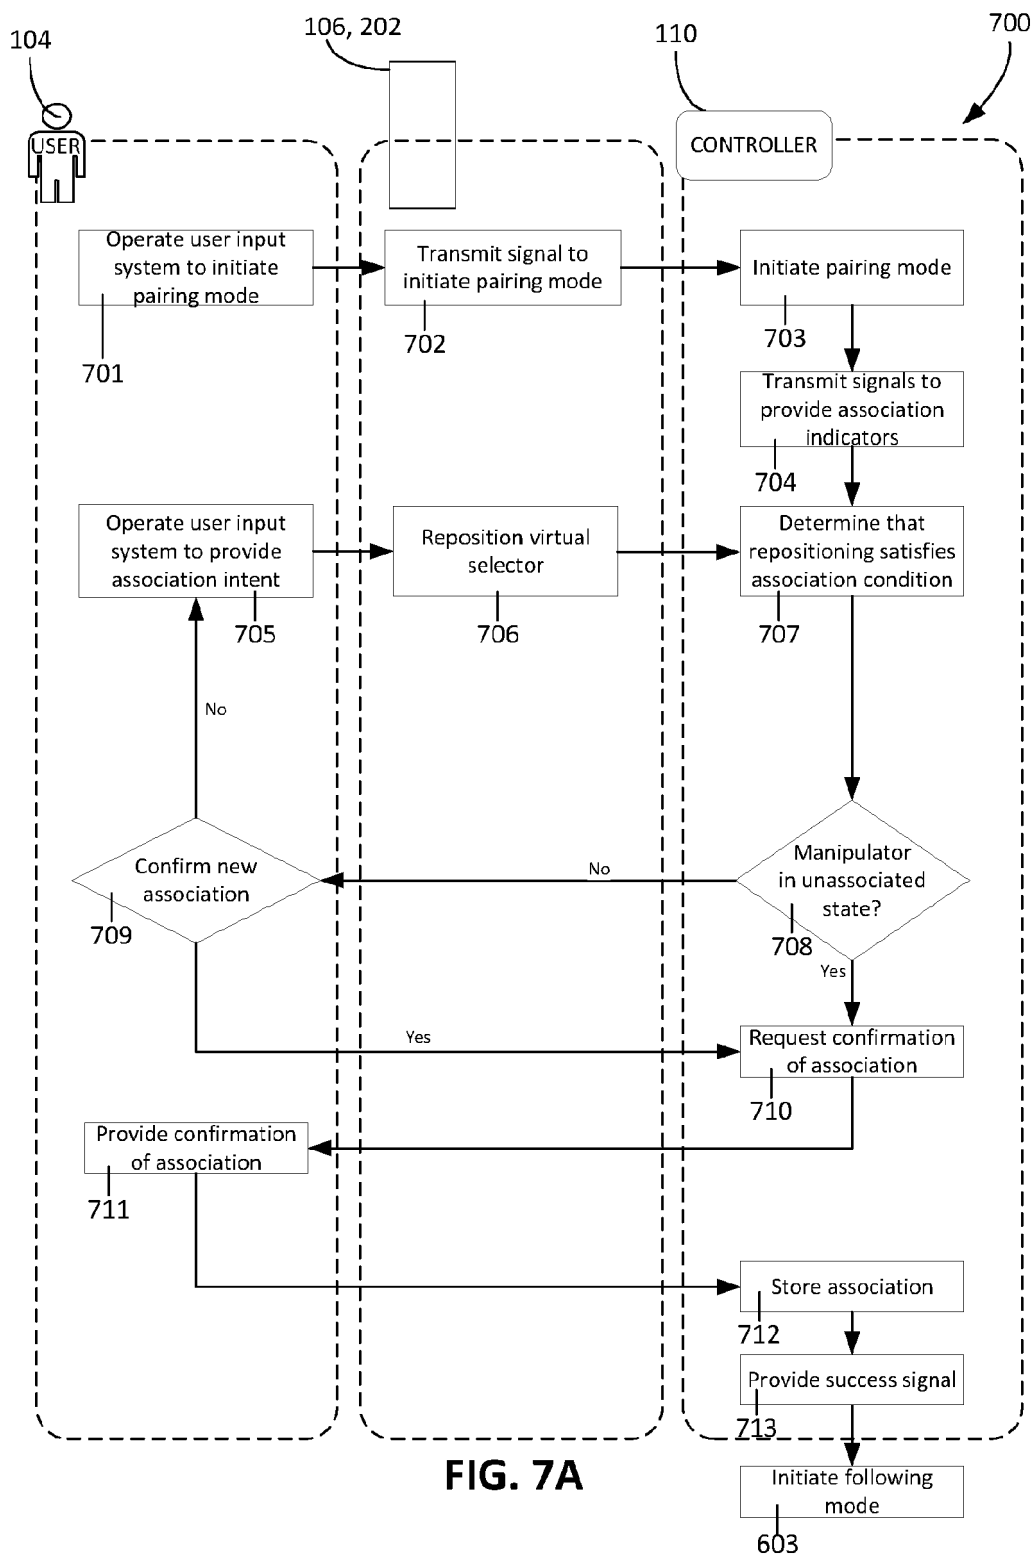 104
106, 202
110
700
USER
CONTROLLER
Operate user input
system to initiate
pairing mode
701
Transmit signal to
initiate pairing mode
702
Initiate pairing mode
703
Transmit signals to
provide association
indicators
704
Operate user input
system to provide
association intent
705
Reposition virtual
selector
706
Determine that
repositioning satisfies
association condition
707
No
Confirm new
association
709
No
Manipulator
in unassociated
state?
708
Yes
Yes
Request confirmation
of association
710
Provide confirmation
of association
711
Store association
712
Provide success signal
713
FIG. 7A
Initiate following
mode
603